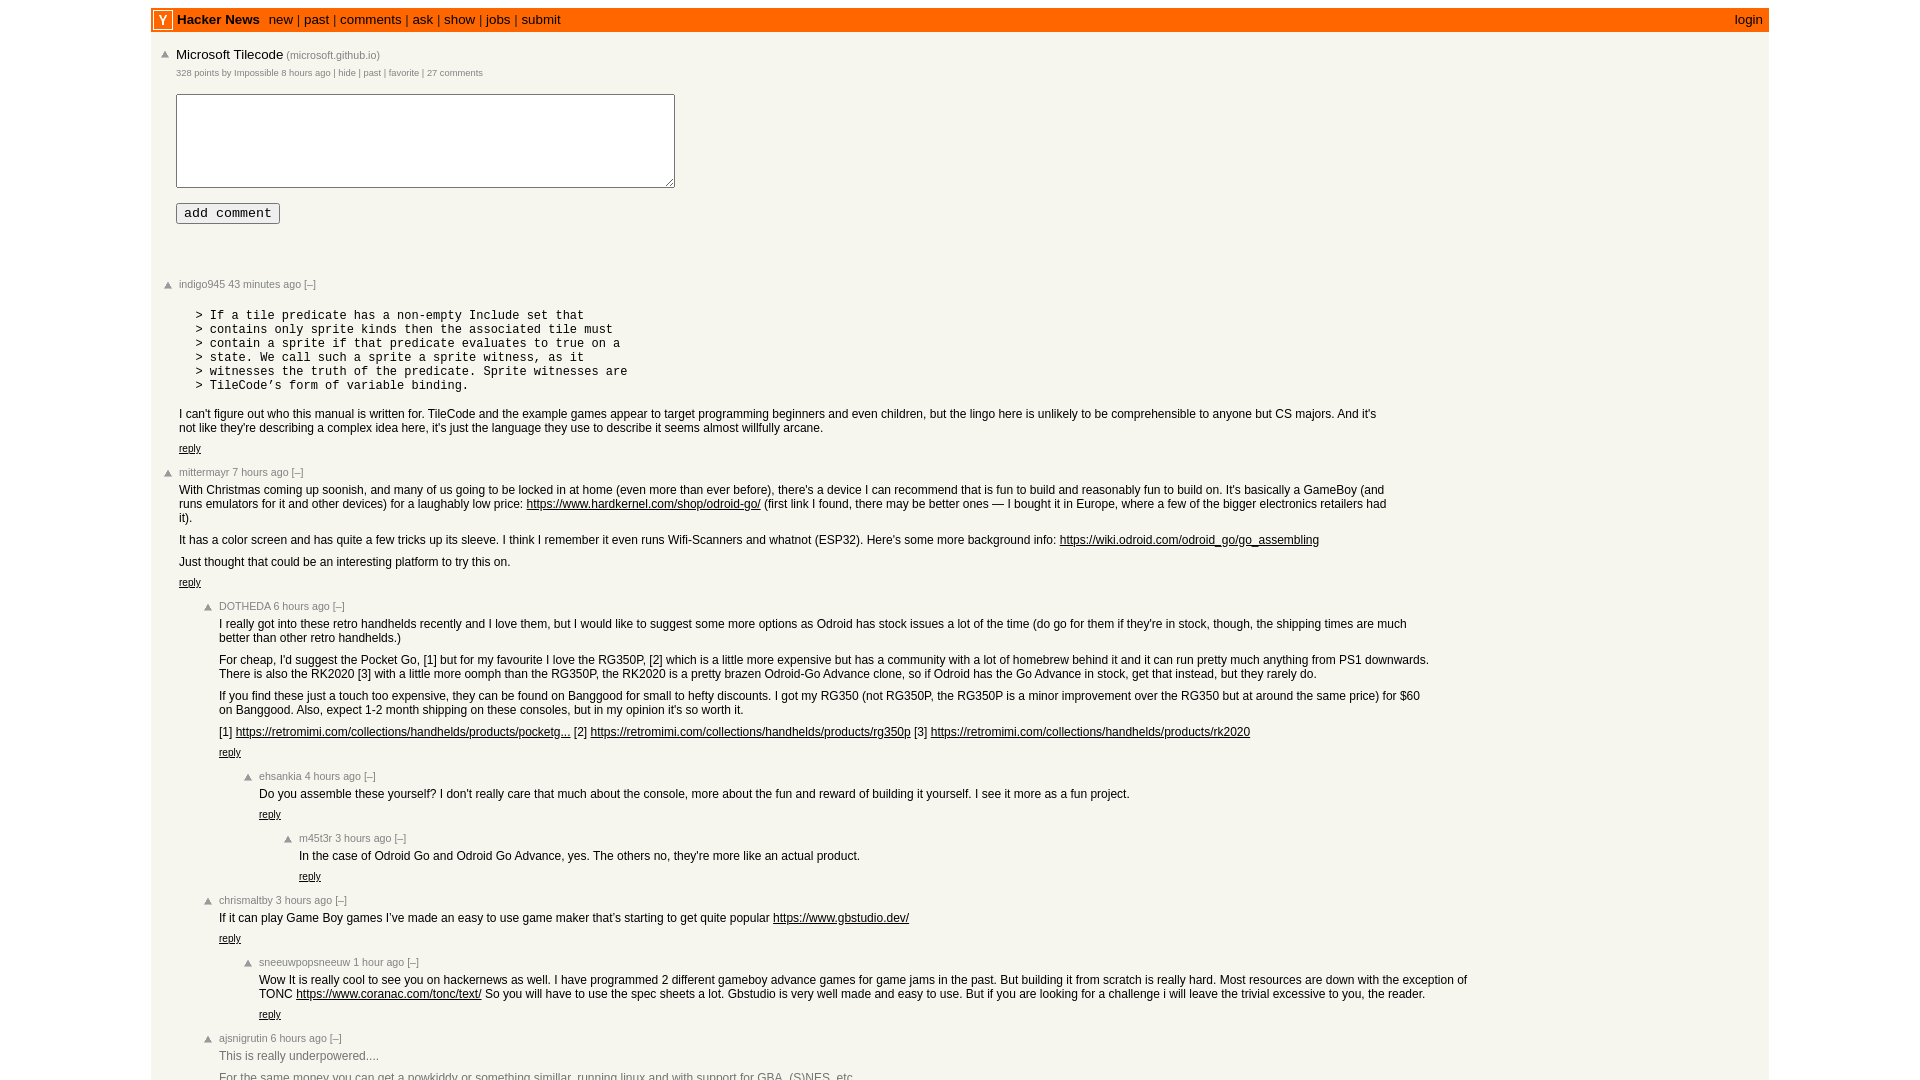 Y Hacker News new | past | comments | ask | show | jobs | submit login
Microsoft Tilecode (microsoft.github.io)
328 points by Impossible 8 hours ago | hide | past | favorite | 27 comments
add comment
indigo945 43 minutes ago [–]
> If a tile predicate has a non-empty Include set that
> contains only sprite kinds then the associated tile must
> contain a sprite if that predicate evaluates to true on a
> state. We call such a sprite a sprite witness, as it
> witnesses the truth of the predicate. Sprite witnesses are
> TileCode’s form of variable binding.
I can't figure out who this manual is written for. TileCode and the example games appear to target programming beginners and even children, but the lingo here is unlikely to be comprehensible to anyone but CS majors. And it's
not like they're describing a complex idea here, it's just the language they use to describe it seems almost willfully arcane.
reply
mittermayr 7 hours ago [–]
With Christmas coming up soonish, and many of us going to be locked in at home (even more than ever before), there's a device I can recommend that is fun to build and reasonably fun to build on. It's basically a GameBoy (and
runs emulators for it and other devices) for a laughably low price: https://www.hardkernel.com/shop/odroid-go/ (first link I found, there may be better ones — I bought it in Europe, where a few of the bigger electronics retailers had
it).
It has a color screen and has quite a few tricks up its sleeve. I think I remember it even runs Wifi-Scanners and whatnot (ESP32). Here's some more background info: https://wiki.odroid.com/odroid_go/go_assembling
Just thought that could be an interesting platform to try this on.
reply
DOTHEDA 6 hours ago [–]
I really got into these retro handhelds recently and I love them, but I would like to suggest some more options as Odroid has stock issues a lot of the time (do go for them if they're in stock, though, the shipping times are much
better than other retro handhelds.)
For cheap, I'd suggest the Pocket Go, [1] but for my favourite I love the RG350P, [2] which is a little more expensive but has a community with a lot of homebrew behind it and it can run pretty much anything from PS1 downwards.
There is also the RK2020 [3] with a little more oomph than the RG350P, the RK2020 is a pretty brazen Odroid-Go Advance clone, so if Odroid has the Go Advance in stock, get that instead, but they rarely do.
If you find these just a touch too expensive, they can be found on Banggood for small to hefty discounts. I got my RG350 (not RG350P, the RG350P is a minor improvement over the RG350 but at around the same price) for $60
on Banggood. Also, expect 1-2 month shipping on these consoles, but in my opinion it's so worth it.
[1] https://retromimi.com/collections/handhelds/products/pocketg... [2] https://retromimi.com/collections/handhelds/products/rg350p [3] https://retromimi.com/collections/handhelds/products/rk2020
reply
ehsankia 4 hours ago [–]
Do you assemble these yourself? I don't really care that much about the console, more about the fun and reward of building it yourself. I see it more as a fun project.
reply
m45t3r 3 hours ago [–]
In the case of Odroid Go and Odroid Go Advance, yes. The others no, they're more like an actual product.
reply
chrismaltby 3 hours ago [–]
If it can play Game Boy games I’ve made an easy to use game maker that’s starting to get quite popular https://www.gbstudio.dev/
reply
sneeuwpopsneeuw 1 hour ago [–]
Wow It is really cool to see you on hackernews as well. I have programmed 2 different gameboy advance games for game jams in the past. But building it from scratch is really hard. Most resources are down with the exception of
TONC https://www.coranac.com/tonc/text/ So you will have to use the spec sheets a lot. Gbstudio is very well made and easy to use. But if you are looking for a challenge i will leave the trivial excessive to you, the reader.
reply
ajsnigrutin 6 hours ago [–]
This is really underpowered....
For the same money you can get a powkiddy or something simillar, running linux and with support for GBA, (S)NES, etc.